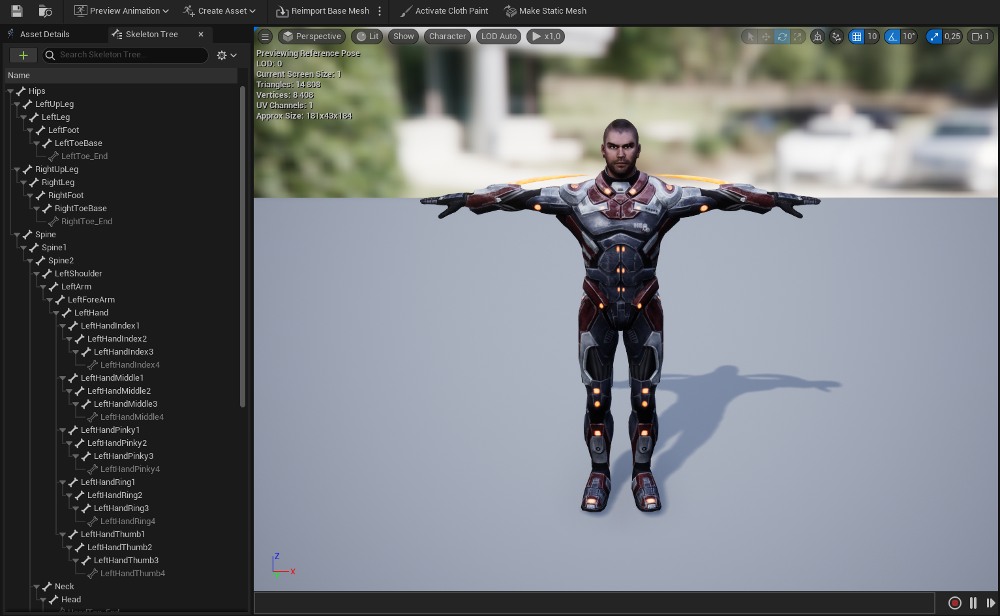 Preview Animation
Create Asset
Reimport Base Mesh
Activate Cloth Paint
Make Static Mesh
Asset Details
Skeleton Tree
Search Skeleton Tree...
Name
Hips
LeftUpLeg
LeftLeg
LeftFoot
LeftToeBase
LeftToe_End
RightUpLeg
RightLeg
RightFoot
RightToeBase
RightToe_End
Spine
Spine1
Spine2
LeftShoulder
LeftArm
LeftForeArm
LeftHand
LeftHandIndex1
LeftHandIndex2
LeftHandIndex3
LeftHandIndex4
LeftHandMiddle1
LeftHandMiddle2
LeftHandMiddle3
LeftHandMiddle4
LeftHandPinky1
LeftHandPinky2
LeftHandPinky3
LeftHandPinky4
LeftHandRing1
LeftHandRing2
LeftHandRing3
LeftHandRing4
LeftHandThumb1
LeftHandThumb2
LeftHandThumb3
LeftHandThumb4
Neck
Head
HeadTop_End
Perspective
Lit
Show
Character
LOD Auto
x1,0
10
10°
0,25
1
Previewing Reference Pose
LOD: 0
Current Screen Size: 1
Triangles: 14 808
Vertices: 8 408
UV Channels: 1
Approx Size: 181x43x184
Z
X
Y